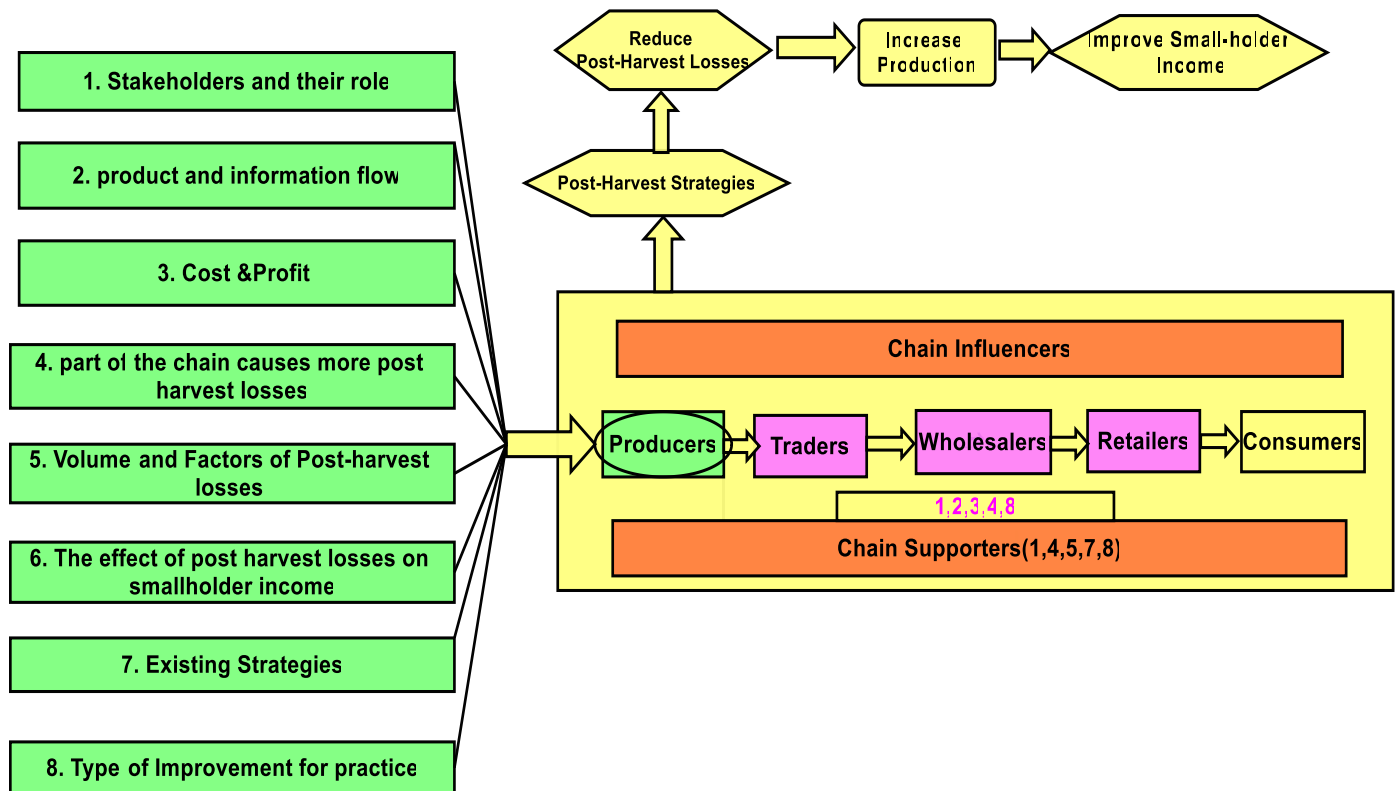 1. Stakeholders and their role
2. product and information flow
3. Cost &Profit
4. part of the chain causes more post
harvest losses
5. Volume and Factors of Post-harvest
losses
6. The effect of post harvest losses on
smallholder income
7. Existing Strategies
8. Type of Improvement for practice
Reduce
Post-Harvest Losses
Increase
Production
Improve Small-holder
Income
Post-Harvest Strategies
Chain Influencers
Producers
Traders
Wholesalers
Retailers
Consumers
1,2,3,4,8
Chain Supporters(1,4,5,7,8)